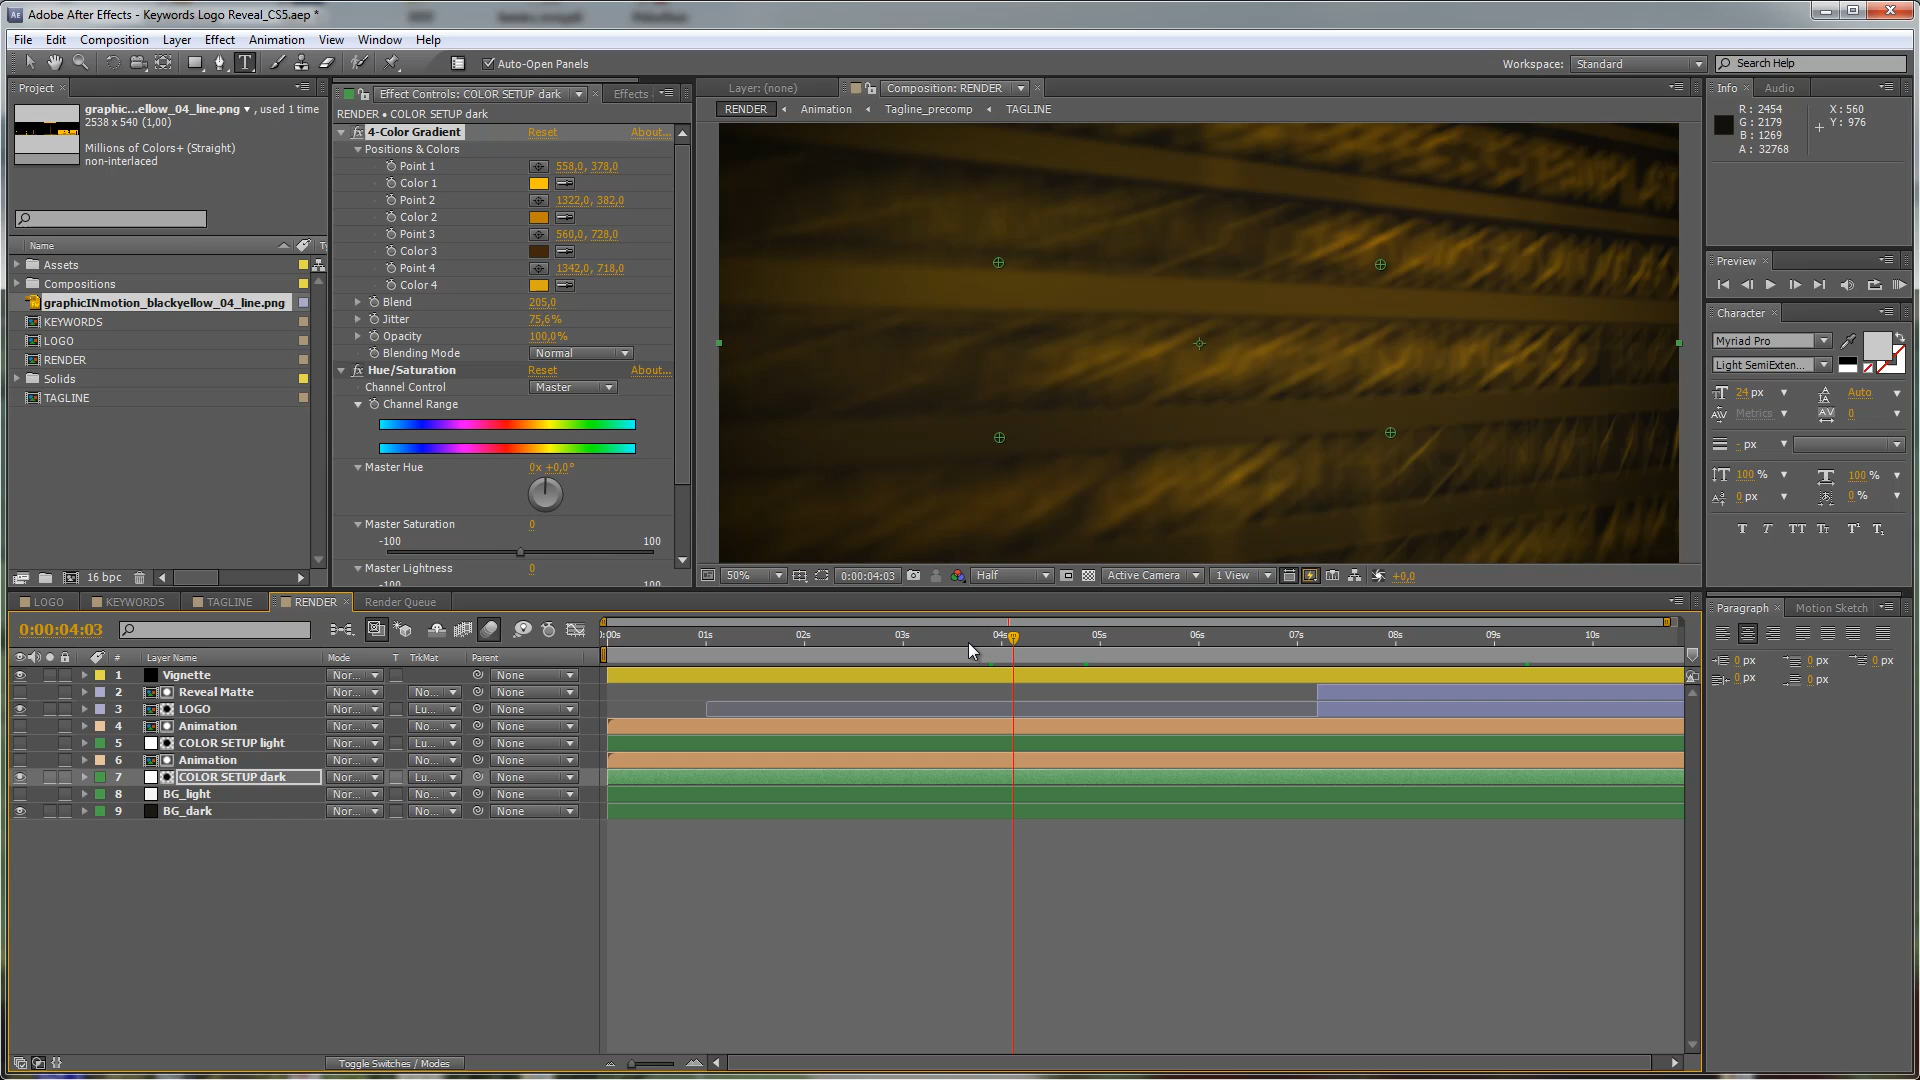 Adobe After Effects - Keywords Logo Reveal_CS5.aep *
File Edit Composition Layer Effect Animation View Window Help
Auto-Open Panels
Workspace: Standard
Search Help
Project
graphic...ellow_04_line.png , used 1 time
2538 x 540 (1,00)
Millions of Colors+ (Straight)
non-interlaced
Name
Assets
Compositions
graphicINmotion_blackyellow_04_line.png
KEYWORDS
LOGO
RENDER
Solids
TAGLINE
16 bpc
Effect Controls: COLOR SETUP dark
Effects
RENDER • COLOR SETUP dark
4-Color Gradient Reset About...
Positions & Colors
Point 1 558,0, 378,0
Color 1
Point 2 1322,0, 382,0
Color 2
Point 3 560,0, 728,0
Color 3
Point 4 1342,0, 718,0
Color 4
Blend 205,0
Jitter 75,6%
Opacity 100,0%
Blending Mode Normal
Hue/Saturation Reset About...
Channel Control Master
Channel Range
Master Hue 0x +0,0°
Master Saturation 0
-100 100
Master Lightness 0
-100 100
Layer: (none)
Composition: RENDER
RENDER Animation Tagline_precomp TAGLINE
50% 0:00:04:03 Half Active Camera 1 View +0,0
Info Audio
R: 2454
G: 2179
B: 1269
A: 32768
X: 560
Y: 976
Preview
Character
Myriad Pro
Light SemiExten...
24 px Auto
Metrics 0
- px
100 % 100 %
0 px 0 %
Paragraph Motion Sketch
0 px 0 px 0 px
0 px 0 px
LOGO KEYWORDS TAGLINE RENDER Render Queue
0:00:04:03
):00s 01s 02s 03s 04s 05s 06s 07s 08s 09s 10s
# Layer Name Mode T TrkMat Parent
1 Vignette Nor... None
2 Reveal Matte Nor... No... None
3 LOGO Nor... Lu... None
4 Animation Nor... No... None
5 COLOR SETUP light Nor... Lu... None
6 Animation Nor... No... None
7 COLOR SETUP dark Nor... Lu... None
8 BG_light Nor... No... None
9 BG_dark Nor... No... None
Toggle Switches / Modes